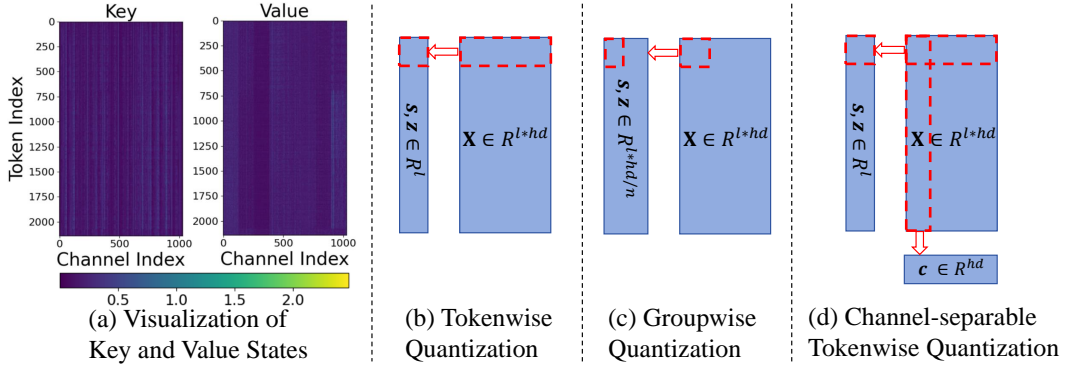 Key
Value
0
250
500
750
1000
1250
1500
1750
2000
Token Index
0
250
500
750
1000
1250
1500
1750
2000
0
500
1000
0
500
1000
Channel Index
Channel Index
0.5
1.0
1.5
2.0
(a) Visualization of
Key and Value States
s, z ∈ R^l
X ∈ R^{l*hd}
(b) Tokenwise
Quantization
s, z ∈ R^{l*hd/n}
X ∈ R^{l*hd}
(c) Groupwise
Quantization
s, z ∈ R^l
X ∈ R^{l*hd}
c ∈ R^{hd}
(d) Channel-separable
Tokenwise Quantization